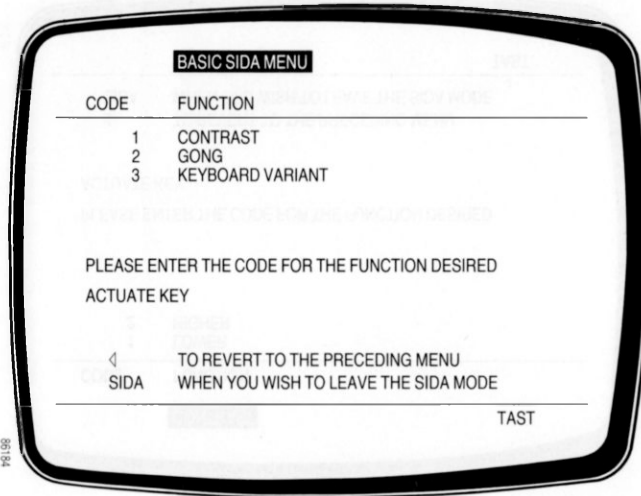 BASIC SIDA MENU
CODE FUNCTION
1 CONTRAST
2 GONG
3 KEYBOARD VARIANT
PLEASE ENTER THE CODE FOR THE FUNCTION DESIRED
ACTUATE KEY
◁ TO REVERT TO THE PRECEDING MENU
SIDA WHEN YOU WISH TO LEAVE THE SIDA MODE
TAST
86184